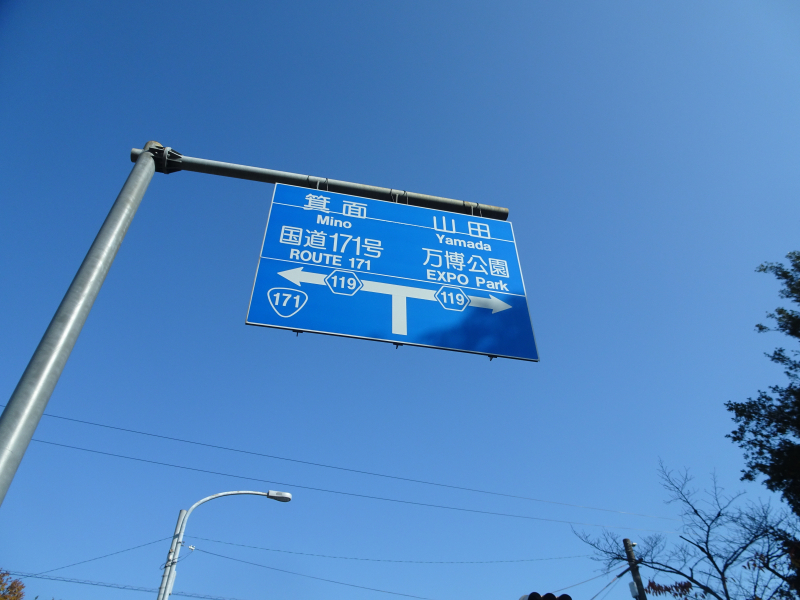 箕面
Mino
国道171号
ROUTE 171
山田
Yamada
万博公園
EXPO Park
119
119
171